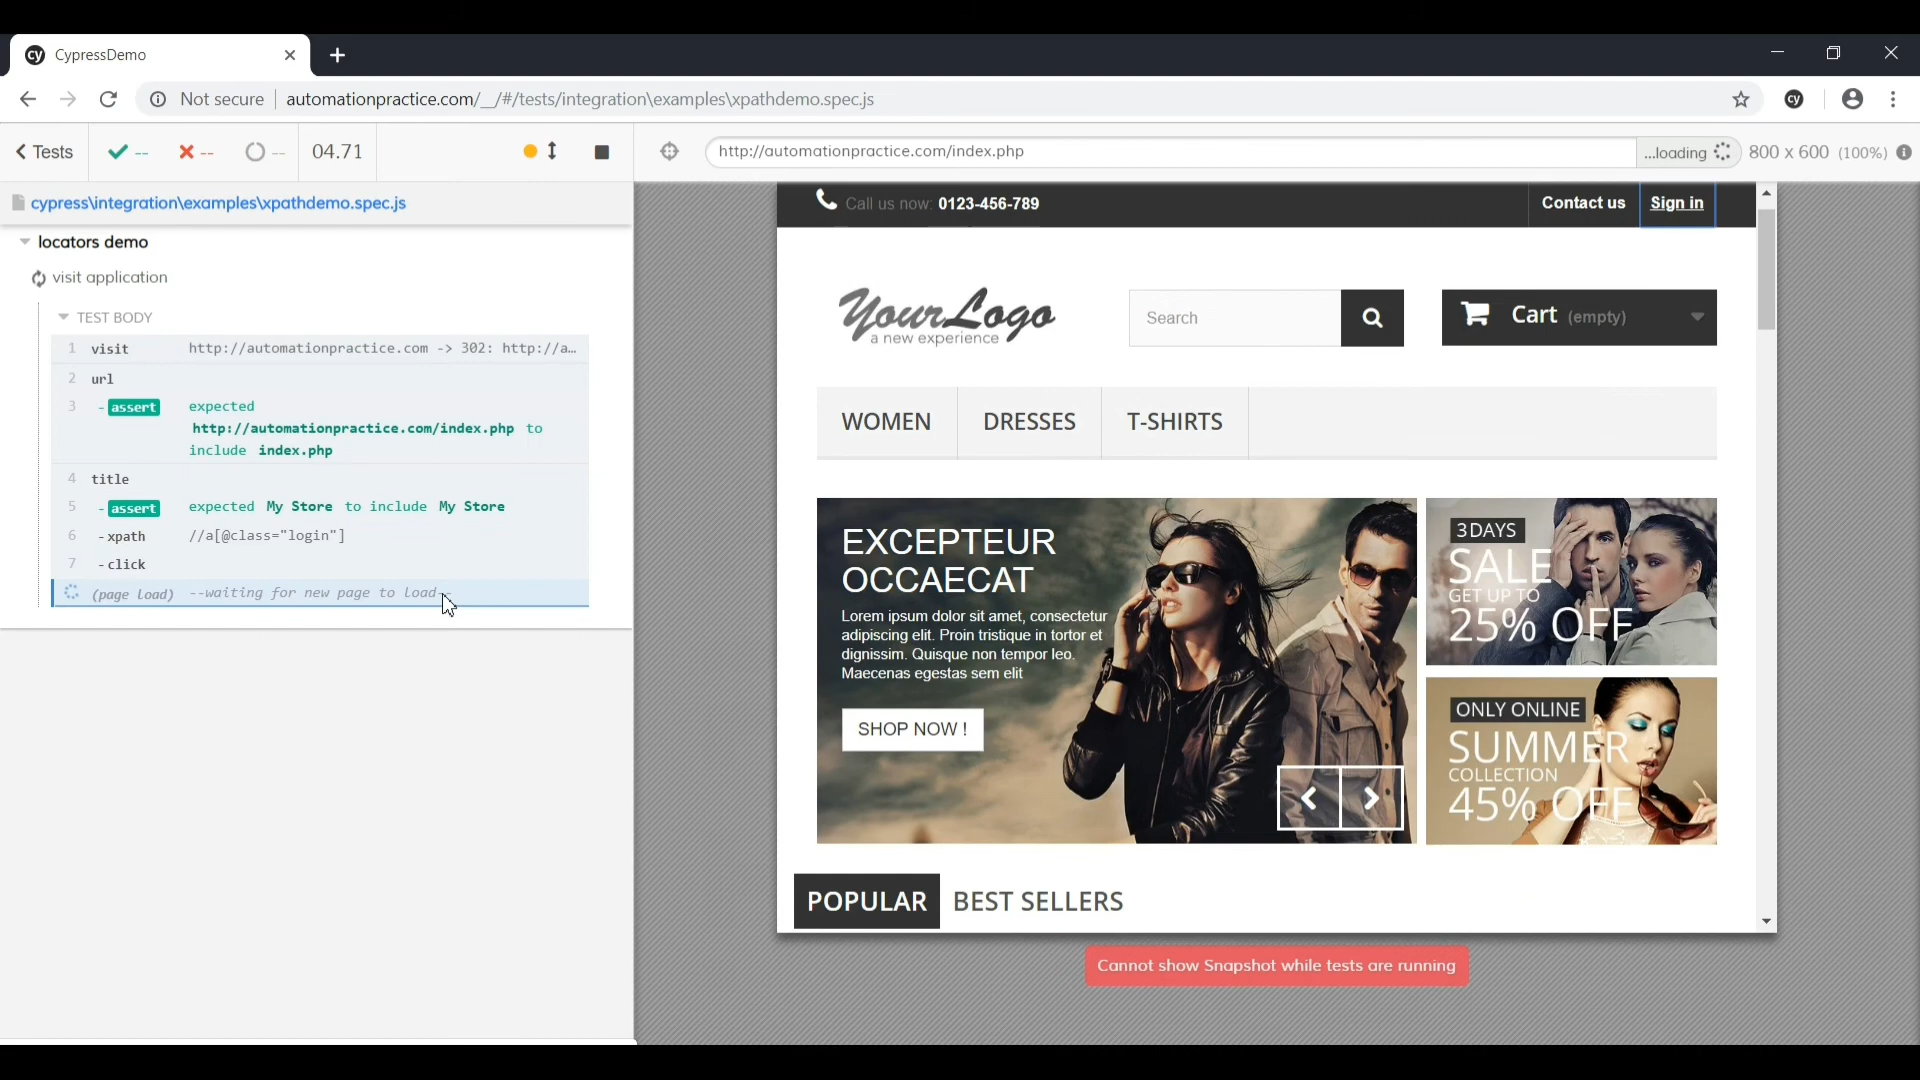 cy CypressDemo
Not secure automationpractice.com/__/#/tests/integration\examples\xpathdemo.spec.js
cy
Tests -- -- -- 04.71
http://automationpractice.com/index.php ...loading 800 x 600 (100%)
cypress\integration\examples\xpathdemo.spec.js
locators demo
visit application
TEST BODY
1 visit http://automationpractice.com -> 302: http://a…
2 url
3 -assert expected
http://automationpractice.com/index.php to
include index.php
4 title
5 -assert expected My Store to include My Store
6 -xpath //a[@class="login"]
7 -click
(page load) --waiting for new page to load--
Call us now: 0123-456-789 Contact us Sign in
YourLogo
a new experience
Search
Cart (empty)
WOMEN DRESSES T-SHIRTS
EXCEPTEUR
OCCAECAT
Lorem ipsum dolor sit amet, consectetur
adipiscing elit. Proin tristique in tortor et
dignissim. Quisque non tempor leo.
Maecenas egestas sem elit
SHOP NOW !
3 DAYS
SALE
GET UP TO
25% OFF
ONLY ONLINE
SUMMER
COLLECTION
45% OFF
POPULAR BEST SELLERS
Cannot show Snapshot while tests are running